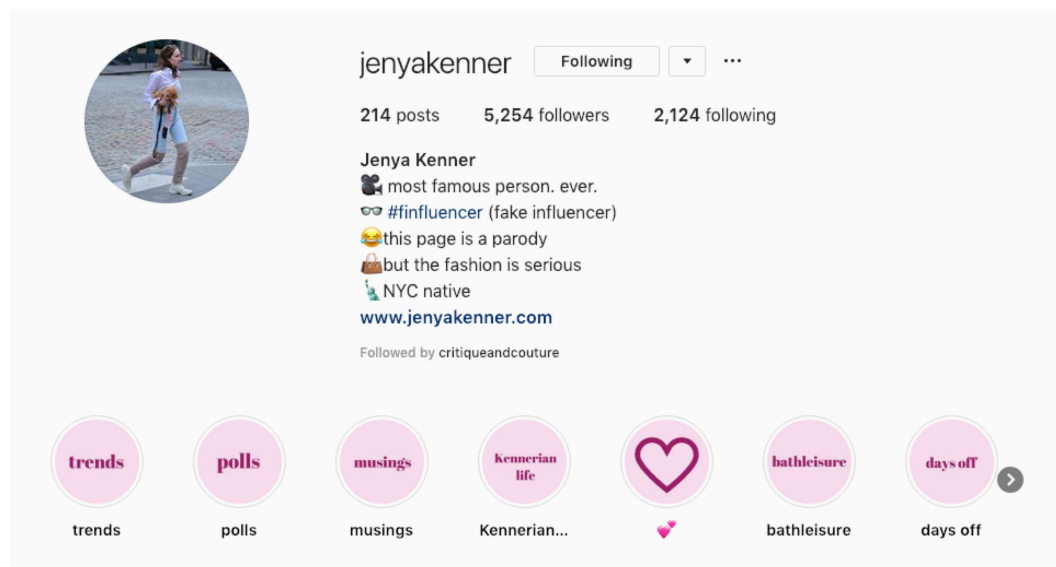 jenyakenner Following ▼ ...
214 posts 5,254 followers 2,124 following
Jenya Kenner
🎥 most famous person. ever.
👓 #finfluencer (fake influencer)
😂this page is a parody
👜but the fashion is serious
🗽NYC native
www.jenyakenner.com
Followed by critiqueandcouture
trends polls musings Kennerian life bathleisure days off
trends polls musings Kennerian... 💕 bathleisure days off